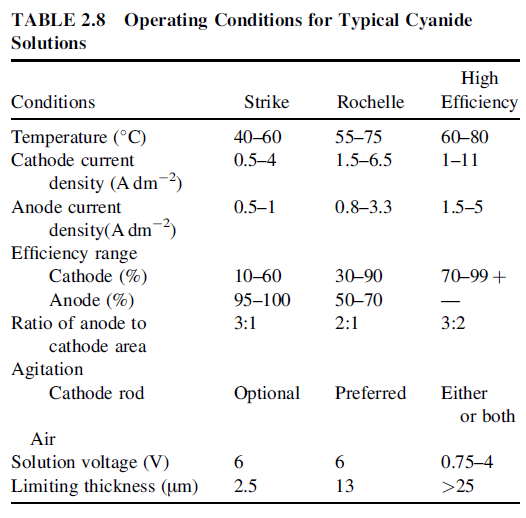 TABLE 2.8 Operating Conditions for Typical Cyanide
Solutions
High
Conditions Strike Rochelle Efficiency
Temperature (°C) 40–60 55–75 60–80
Cathode current 0.5–4 1.5–6.5 1–11
density (A dm⁻²)
Anode current 0.5–1 0.8–3.3 1.5–5
density(A dm⁻²)
Efficiency range
Cathode (%) 10–60 30–90 70–99 +
Anode (%) 95–100 50–70 —
Ratio of anode to 3:1 2:1 3:2
cathode area
Agitation
Cathode rod Optional Preferred Either
or both
Air
Solution voltage (V) 6 6 0.75–4
Limiting thickness (μm) 2.5 13 >25